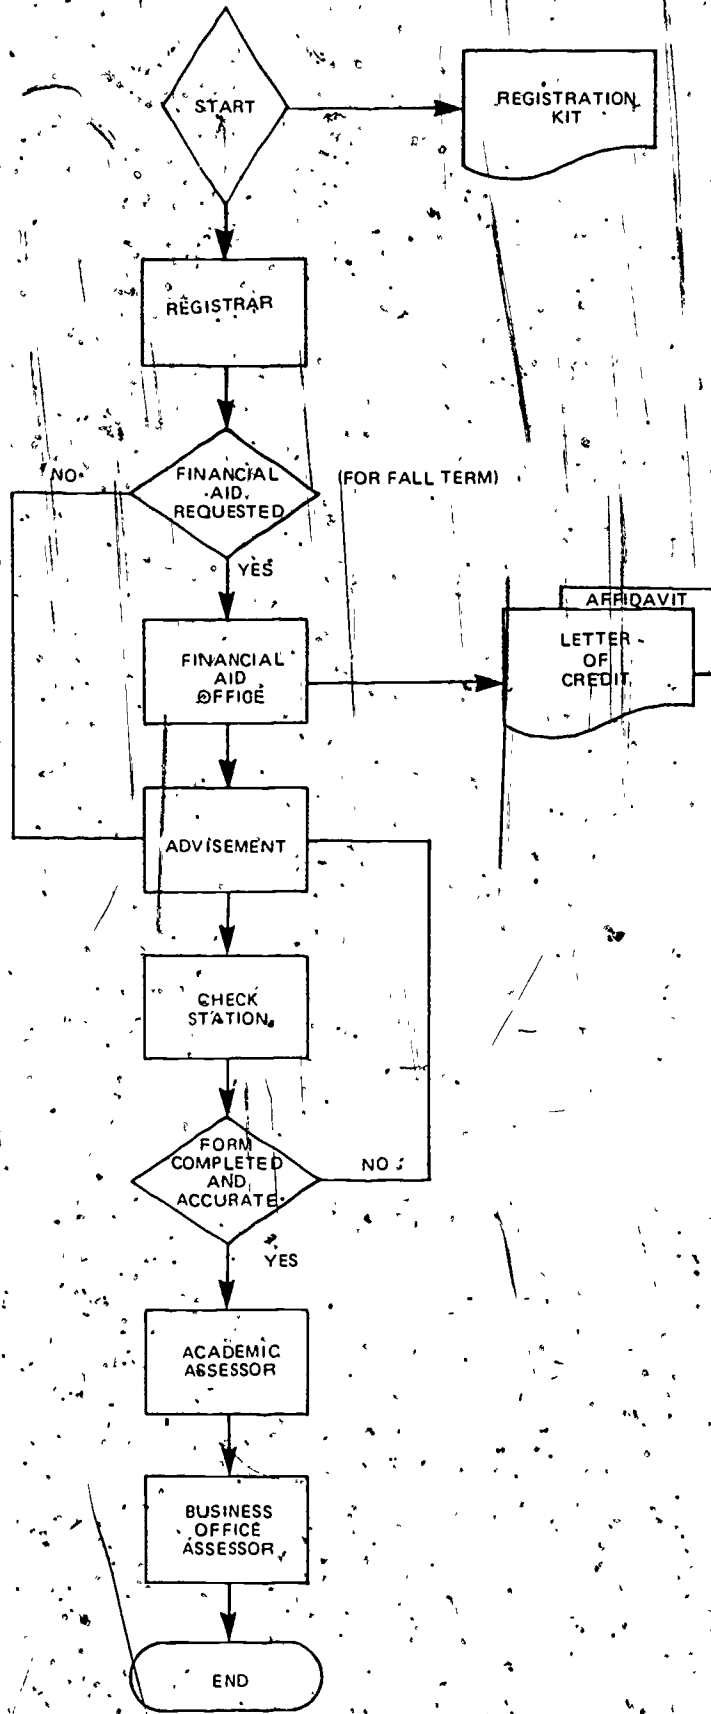 START
REGISTRATION
KIT
REGISTRAR
NO
FINANCIAL
AID
REQUESTED
(FOR FALL TERM)
YES
AFFIDAVIT
LETTER
OF
CREDIT
FINANCIAL
AID
OFFICE
ADVISEMENT
CHECK
STATION
FORM
COMPLETED
AND
ACCURATE
NO
YES
ACADEMIC
ASSESSOR
BUSINESS
OFFICE
ASSESSOR
END